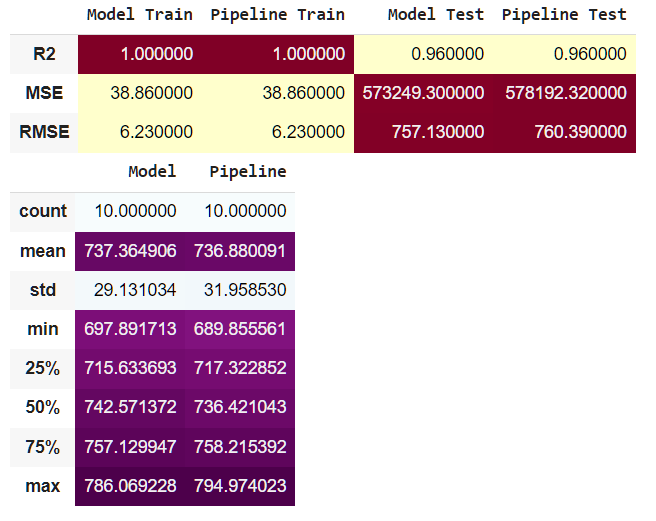 Model Train Pipeline Train Model Test Pipeline Test
R2 1.000000 1.000000 0.960000 0.960000
MSE 38.860000 38.860000 573249.300000 578192.320000
RMSE 6.230000 6.230000 757.130000 760.390000
Model Pipeline
count 10.000000 10.000000
mean 737.364906 736.880091
std 29.131034 31.958530
min 697.891713 689.855561
25% 715.633693 717.322852
50% 742.571372 736.421043
75% 757.129947 758.215392
max 786.069228 794.974023